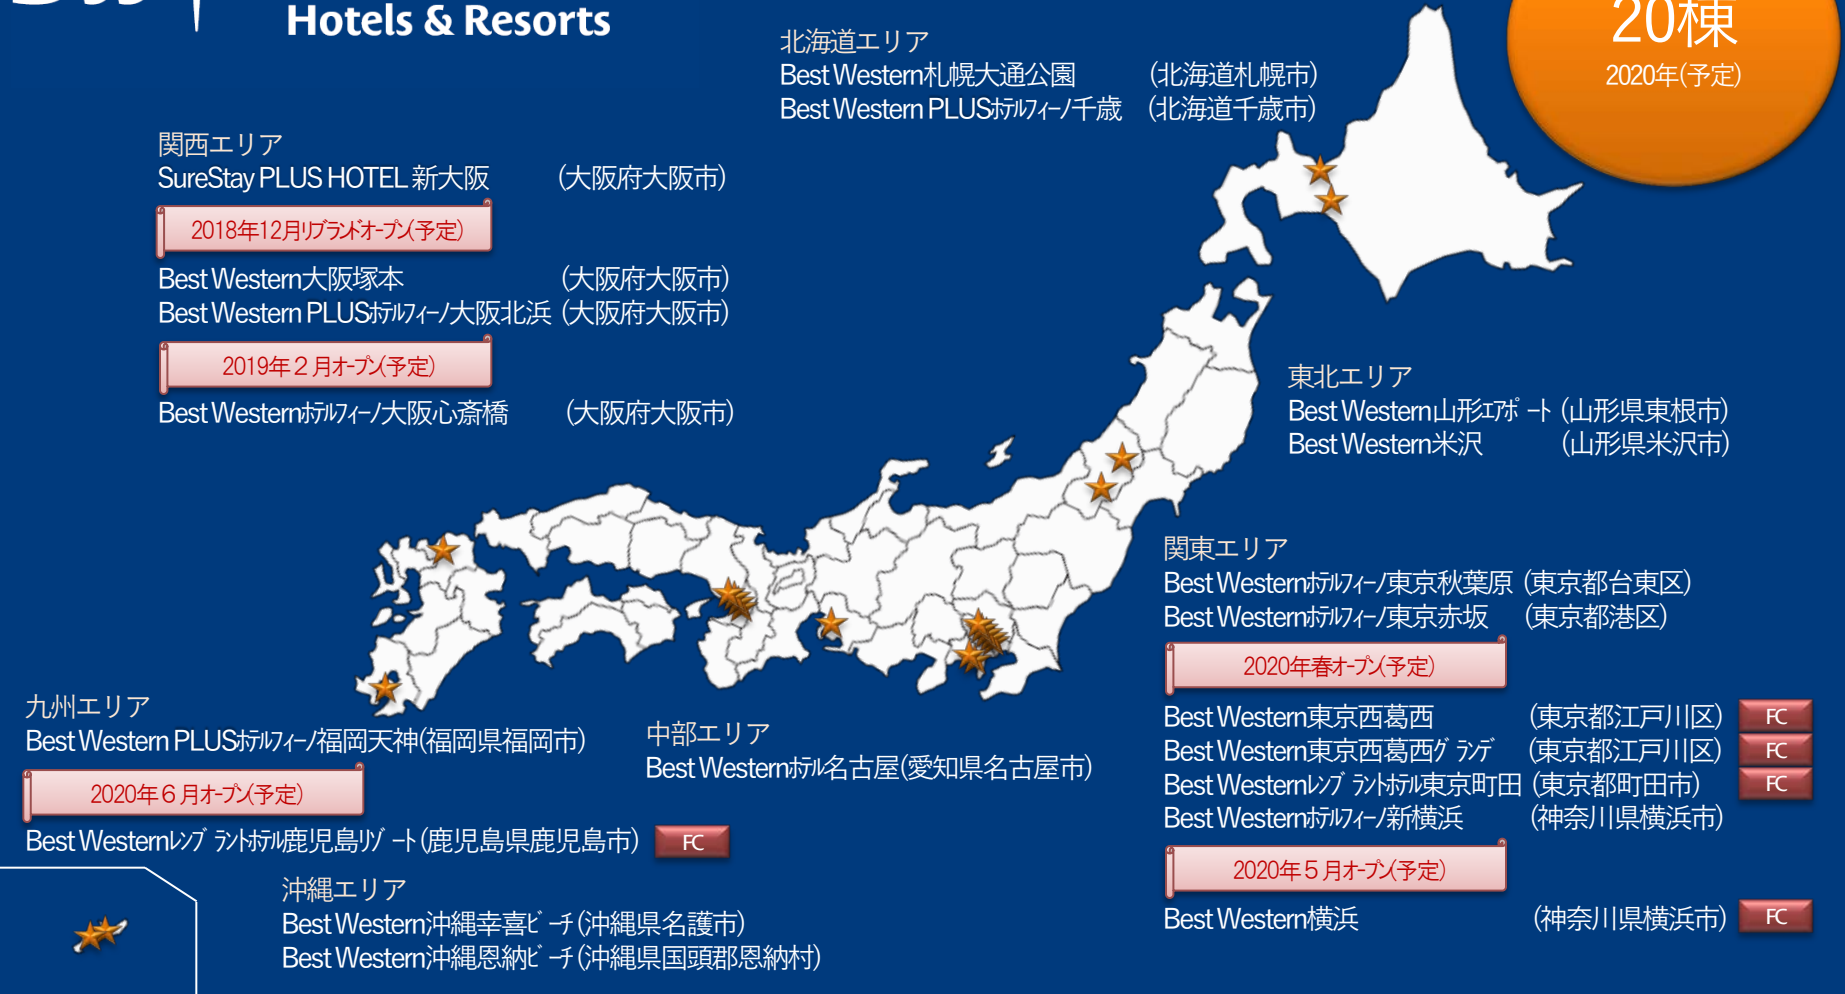 Hotels & Resorts
20棟
2020年(予定)
北海道エリア
Best Western札幌大通公園 (北海道札幌市)
Best Western PLUSﾎﾃﾙﾌｨｰﾉ千歳 (北海道千歳市)
関西エリア
SureStay PLUS HOTEL 新大阪 (大阪府大阪市)
2018年12月ﾘﾌﾞﾗﾝﾄﾞｵｰﾌﾟﾝ(予定)
Best Western大阪塚本 (大阪府大阪市)
Best Western PLUSﾎﾃﾙﾌｨｰﾉ大阪北浜 (大阪府大阪市)
2019年２月ｵｰﾌﾟﾝ(予定)
Best Westernﾎﾃﾙﾌｨｰﾉ大阪心斎橋 (大阪府大阪市)
東北エリア
Best Western山形ｴｱﾎﾟｰﾄ (山形県東根市)
Best Western米沢 (山形県米沢市)
関東エリア
Best Westernﾎﾃﾙﾌｨｰﾉ東京秋葉原 (東京都台東区)
Best Westernﾎﾃﾙﾌｨｰﾉ東京赤坂 (東京都港区)
2020年春ｵｰﾌﾟﾝ(予定)
Best Western東京西葛西 (東京都江戸川区) FC
Best Western東京西葛西ｸﾞﾗﾝﾃﾞ (東京都江戸川区) FC
Best Westernﾚﾝﾌﾞﾗﾝﾄﾎﾃﾙ東京町田 (東京都町田市) FC
Best Westernﾎﾃﾙﾌｨｰﾉ新横浜 (神奈川県横浜市)
2020年５月ｵｰﾌﾟﾝ(予定)
Best Western横浜 (神奈川県横浜市) FC
九州エリア
Best Western PLUSﾎﾃﾙﾌｨｰﾉ福岡天神(福岡県福岡市)
2020年６月ｵｰﾌﾟﾝ(予定)
Best Westernﾚﾝﾌﾞﾗﾝﾄﾎﾃﾙ鹿児島ﾘｿﾞｰﾄ(鹿児島県鹿児島市) FC
中部エリア
Best Westernﾎﾃﾙ名古屋(愛知県名古屋市)
沖縄エリア
Best Western沖縄幸喜ﾋﾞｰﾁ(沖縄県名護市)
Best Western沖縄恩納ﾋﾞｰﾁ(沖縄県国頭郡恩納村)